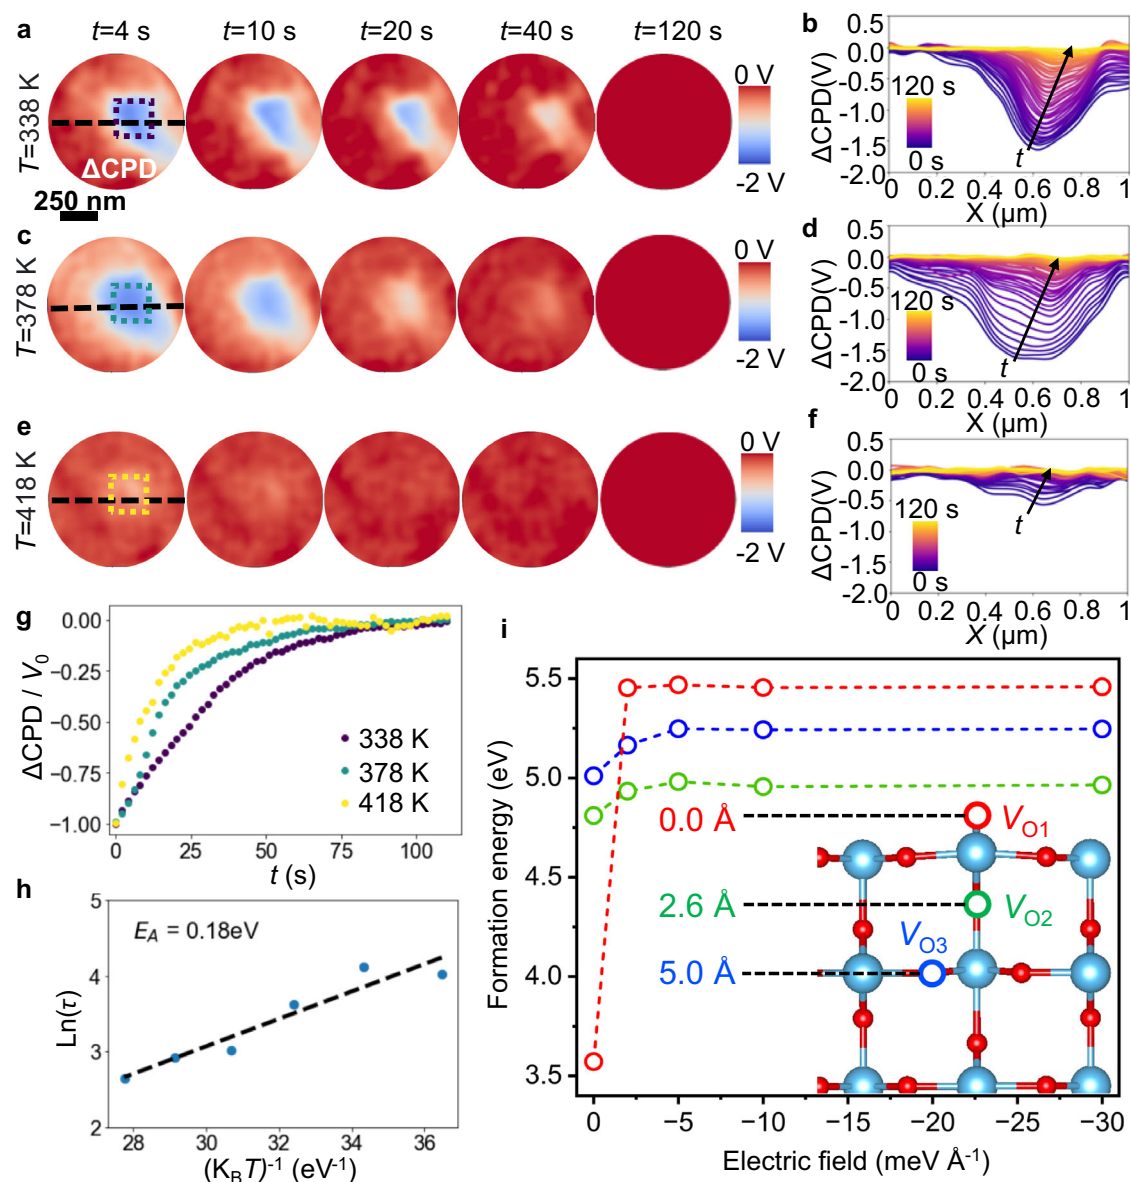 a t=4 s t=10 s t=20 s t=40 s t=120 s
T=338 K
ΔCPD
250 nm
0 V
-2 V
b
ΔCPD(V)
0.5
0.0
-0.5
-1.0
-1.5
-2.0
120 s
0 s
t
0 0.2 0.4 0.6 0.8 1
X (µm)
c
T=378 K
0 V
-2 V
d
ΔCPD(V)
0.5
0.0
-0.5
-1.0
-1.5
-2.0
120 s
0 s
t
0 0.2 0.4 0.6 0.8 1
X (µm)
e
T=418 K
0 V
-2 V
f
ΔCPD(V)
0.5
0.0
-0.5
-1.0
-1.5
-2.0
120 s
0 s
t
0 0.2 0.4 0.6 0.8 1
X (µm)
g
ΔCPD / V0
0.00
−0.25
−0.50
−0.75
−1.00
338 K
378 K
418 K
0 25 50 75 100
t (s)
h
EA = 0.18eV
Ln(τ)
5
4
3
2
28 30 32 34 36
(KBT)-1 (eV-1)
i
Formation energy (eV)
5.5
5.0
4.5
4.0
3.5
0.0 Å VO1
2.6 Å VO2
VO3
5.0 Å
0 −5 −10 −15 −20 −25 −30
Electric field (meV Å-1)